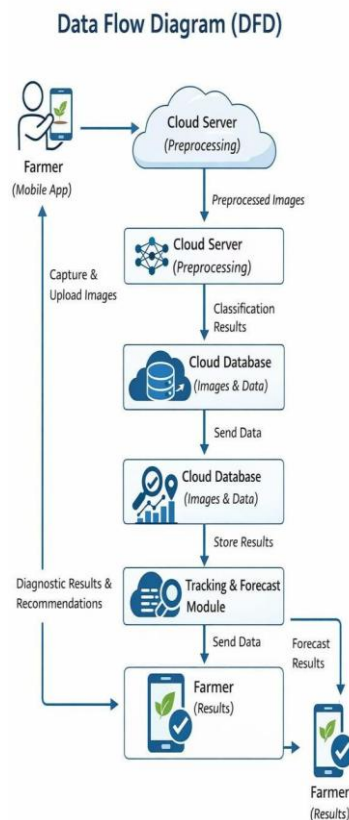 Data Flow Diagram (DFD)
Cloud Server
(Preprocessing)
Farmer
(Mobile App)
Preprocessed Images
Cloud Server
(Preprocessing)
Capture &
Upload Images
Classification
Results
Cloud Database
(Images & Data)
Send Data
Cloud Database
(Images & Data)
Store Results
Diagnostic Results &
Recommendations
Tracking & Forecast
Module
Send Data
Forecast
Results
Farmer
(Results)
Farmer
(Results)